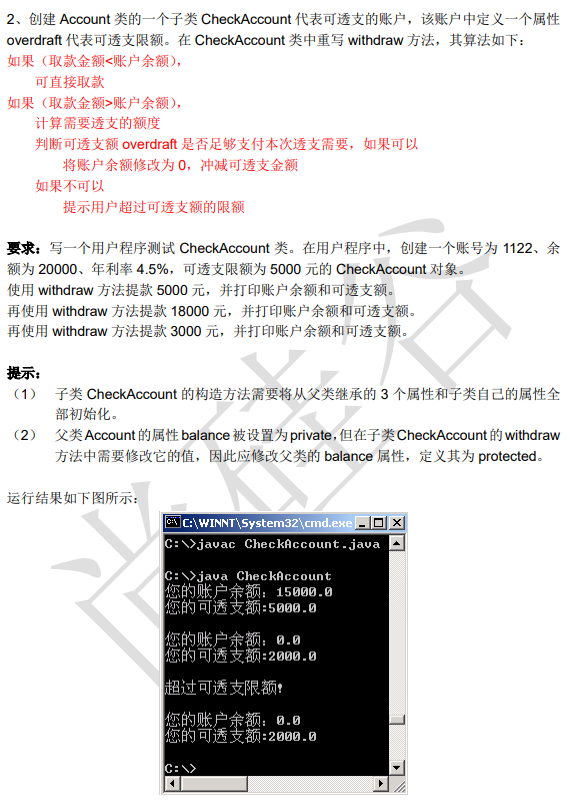 2、创建 Account 类的一个子类 CheckAccount 代表可透支的账户，该账户中定义一个属性
overdraft 代表可透支限额。在 CheckAccount 类中重写 withdraw 方法，其算法如下：
如果（取款金额<账户余额），
可直接取款
如果（取款金额>账户余额），
计算需要透支的额度
判断可透支额 overdraft 是否足够支付本次透支需要，如果可以
将账户余额修改为 0，冲减可透支金额
如果不可以
提示用户超过可透支额的限额
要求：写一个用户程序测试 CheckAccount 类。在用户程序中，创建一个账号为 1122、余
额为 20000、年利率 4.5%，可透支限额为 5000 元的 CheckAccount 对象。
使用 withdraw 方法提款 5000 元，并打印账户余额和可透支额。
再使用 withdraw 方法提款 18000 元，并打印账户余额和可透支额。
再使用 withdraw 方法提款 3000 元，并打印账户余额和可透支额。
提示：
（1） 子类 CheckAccount 的构造方法需要将从父类继承的 3 个属性和子类自己的属性全
部初始化。
（2） 父类 Account 的属性 balance 被设置为 private，但在子类 CheckAccount 的 withdraw
方法中需要修改它的值，因此应修改父类的 balance 属性，定义其为 protected。
运行结果如下图所示：
C:\WINNT\System32\cmd.exe
C:\>javac CheckAccount.java
C:\>java CheckAccount
您的账户余额：15000.0
您的可透支额:5000.0
您的账户余额：0.0
您的可透支额:2000.0
超过可透支限额!
您的账户余额：0.0
您的可透支额:2000.0
C:\>
尚硅谷